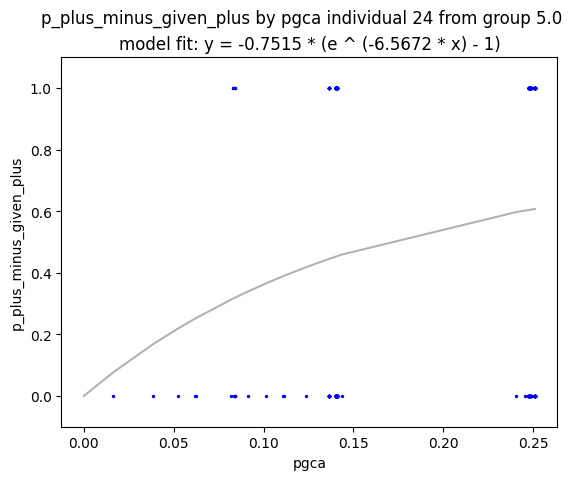 p_plus_minus_given_plus by pgca individual 24 from group 5.0
model fit: y = -0.7515 * (e ^ (-6.5672 * x) - 1)
1.0
0.8
0.6
0.4
0.2
0.0
p_plus_minus_given_plus
0.00 0.05 0.10 0.15 0.20 0.25
pgca